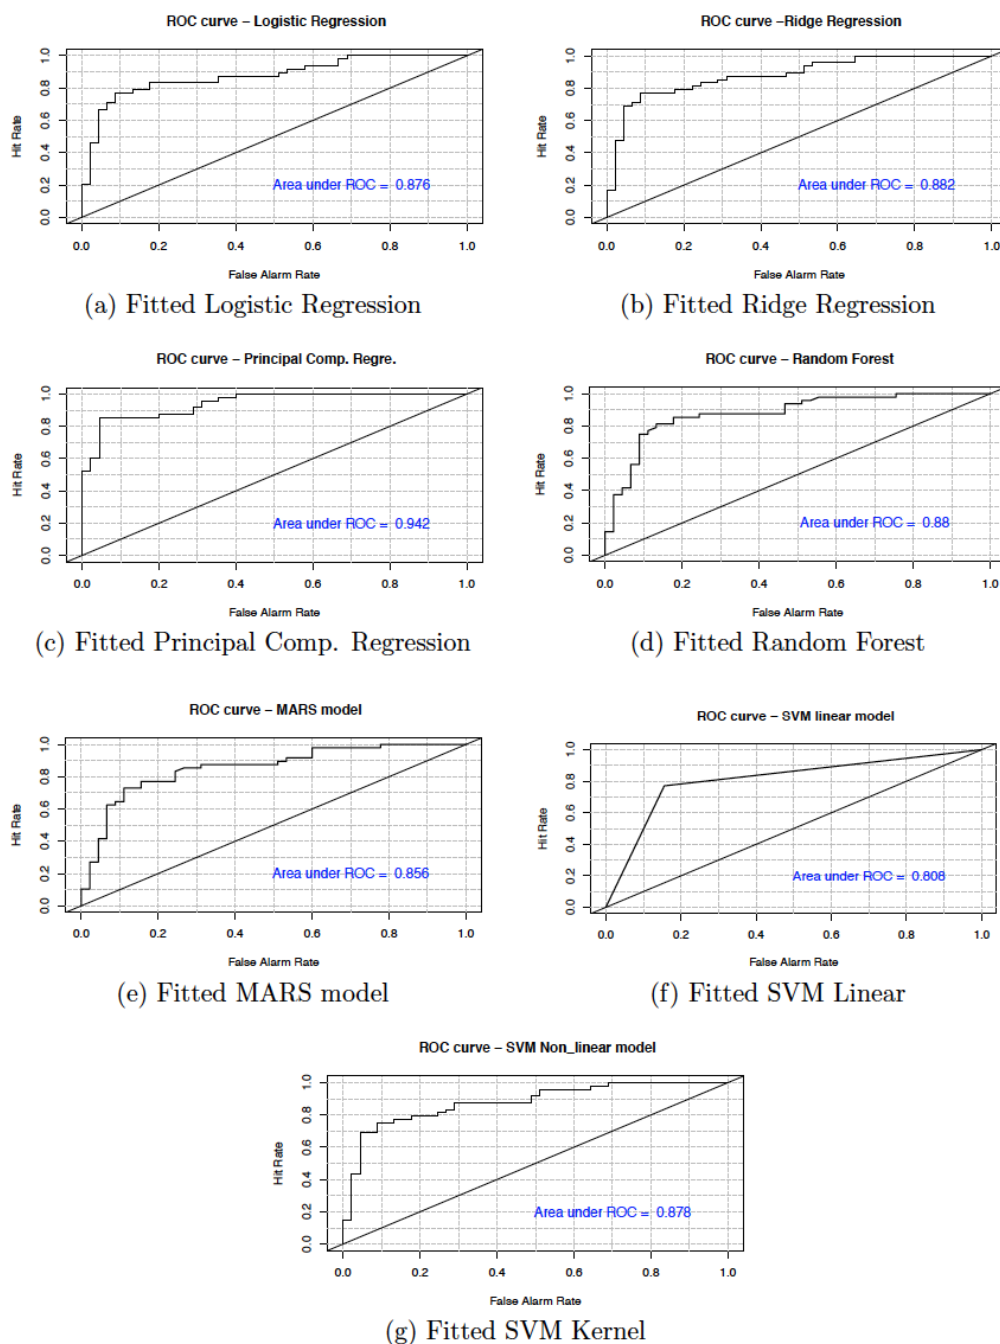 ROC curve – Logistic Regression
Hit Rate
0.0 0.2 0.4 0.6 0.8 1.0
Area under ROC = 0.876
0.0 0.2 0.4 0.6 0.8 1.0
False Alarm Rate
(a) Fitted Logistic Regression
ROC curve –Ridge Regression
Hit Rate
0.0 0.2 0.4 0.6 0.8 1.0
Area under ROC = 0.882
0.0 0.2 0.4 0.6 0.8 1.0
False Alarm Rate
(b) Fitted Ridge Regression
ROC curve – Principal Comp. Regre.
Hit Rate
0.0 0.2 0.4 0.6 0.8 1.0
Area under ROC = 0.942
0.0 0.2 0.4 0.6 0.8 1.0
False Alarm Rate
(c) Fitted Principal Comp. Regression
ROC curve – Random Forest
Hit Rate
0.0 0.2 0.4 0.6 0.8 1.0
Area under ROC = 0.88
0.0 0.2 0.4 0.6 0.8 1.0
False Alarm Rate
(d) Fitted Random Forest
ROC curve – MARS model
Hit Rate
0.0 0.2 0.4 0.6 0.8 1.0
Area under ROC = 0.856
0.0 0.2 0.4 0.6 0.8 1.0
False Alarm Rate
(e) Fitted MARS model
ROC curve – SVM linear model
Hit Rate
0.0 0.2 0.4 0.6 0.8 1.0
Area under ROC = 0.808
0.0 0.2 0.4 0.6 0.8 1.0
False Alarm Rate
(f) Fitted SVM Linear
ROC curve – SVM Non_linear model
Hit Rate
0.0 0.2 0.4 0.6 0.8 1.0
Area under ROC = 0.878
0.0 0.2 0.4 0.6 0.8 1.0
False Alarm Rate
(g) Fitted SVM Kernel